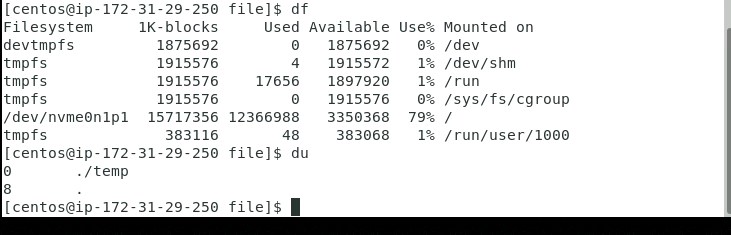 [centos@ip-172-31-29-250 file]$ df
Filesystem     1K-blocks     Used Available Use% Mounted on
devtmpfs         1875692        0   1875692   0% /dev
tmpfs            1915576        4   1915572   1% /dev/shm
tmpfs            1915576    17656   1897920   1% /run
tmpfs            1915576        0   1915576   0% /sys/fs/cgroup
/dev/nvme0n1p1  15717356 12366988   3350368  79% /
tmpfs             383116       48    383068   1% /run/user/1000
[centos@ip-172-31-29-250 file]$ du
0       ./temp
8       .
[centos@ip-172-31-29-250 file]$